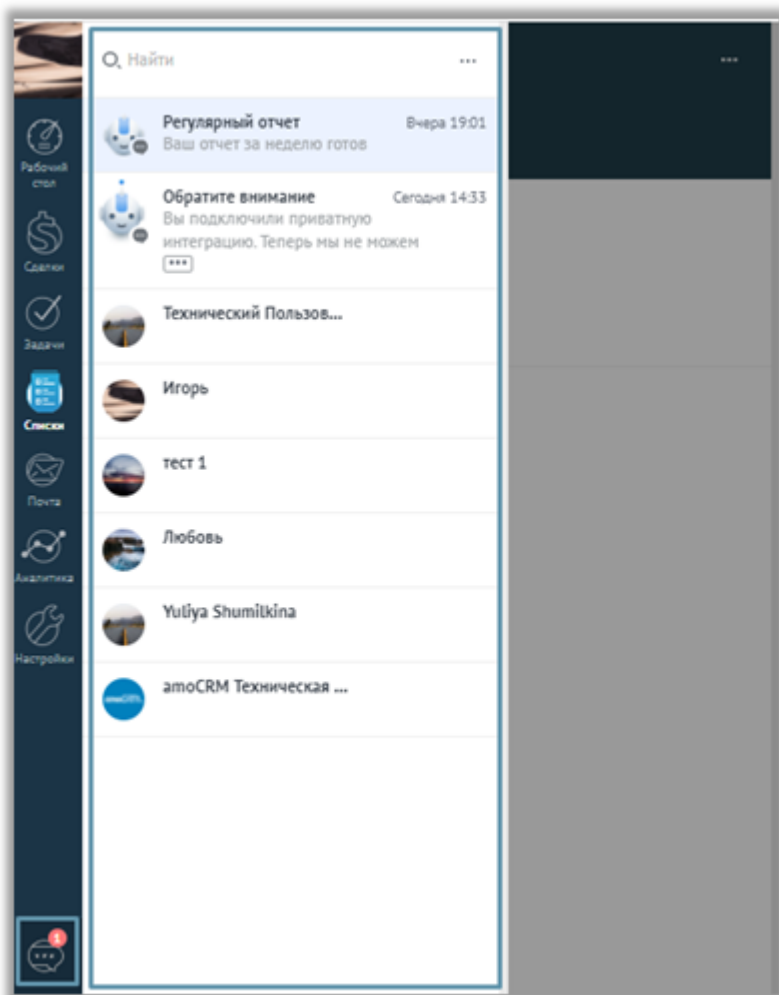 Найти
...
...
Регулярный отчет
Вчера 19:01
Ваш отчет за неделю готов
Обратите внимание
Сегодня 14:33
Вы подключили приватную
интеграцию. Теперь мы не можем
...
Технический Пользов...
Игорь
тест 1
Любовь
Yuliya Shumilkina
amoCRM.
amoCRM Техническая ...
Рабочий
стол
Сделки
Задачи
Списки
Почта
Аналитика
Настройки
1